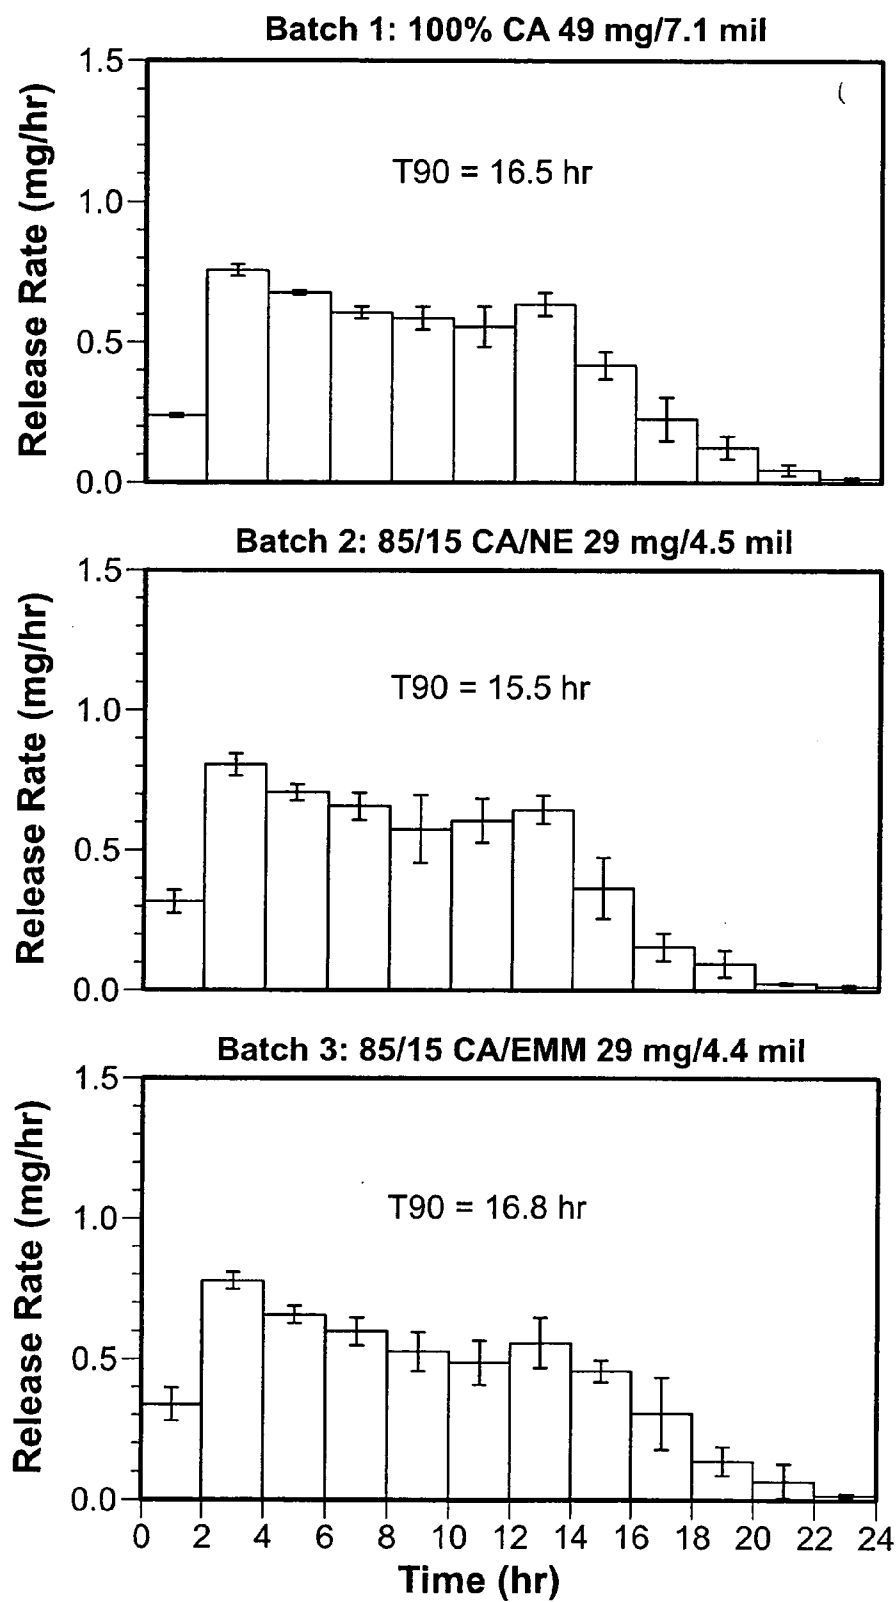 Batch 1: 100% CA 49 mg/7.1 mil
1.5
1.0
0.5
0.0
Release Rate (mg/hr)
T90 = 16.5 hr
Batch 2: 85/15 CA/NE 29 mg/4.5 mil
1.5
1.0
0.5
0.0
Release Rate (mg/hr)
T90 = 15.5 hr
Batch 3: 85/15 CA/EMM 29 mg/4.4 mil
1.5
1.0
0.5
0.0
Release Rate (mg/hr)
T90 = 16.8 hr
0 2 4 6 8 10 12 14 16 18 20 22 24
Time (hr)